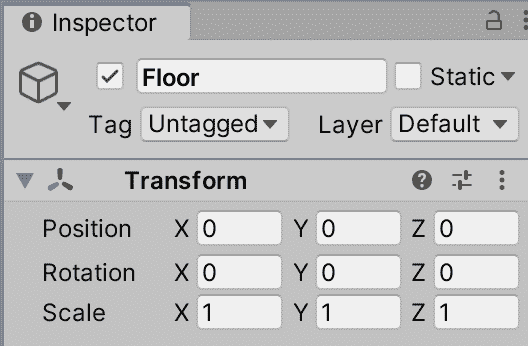 Inspector
Floor Static
Tag Untagged Layer Default
Transform
Position X 0 Y 0 Z 0
Rotation X 0 Y 0 Z 0
Scale X 1 Y 1 Z 1